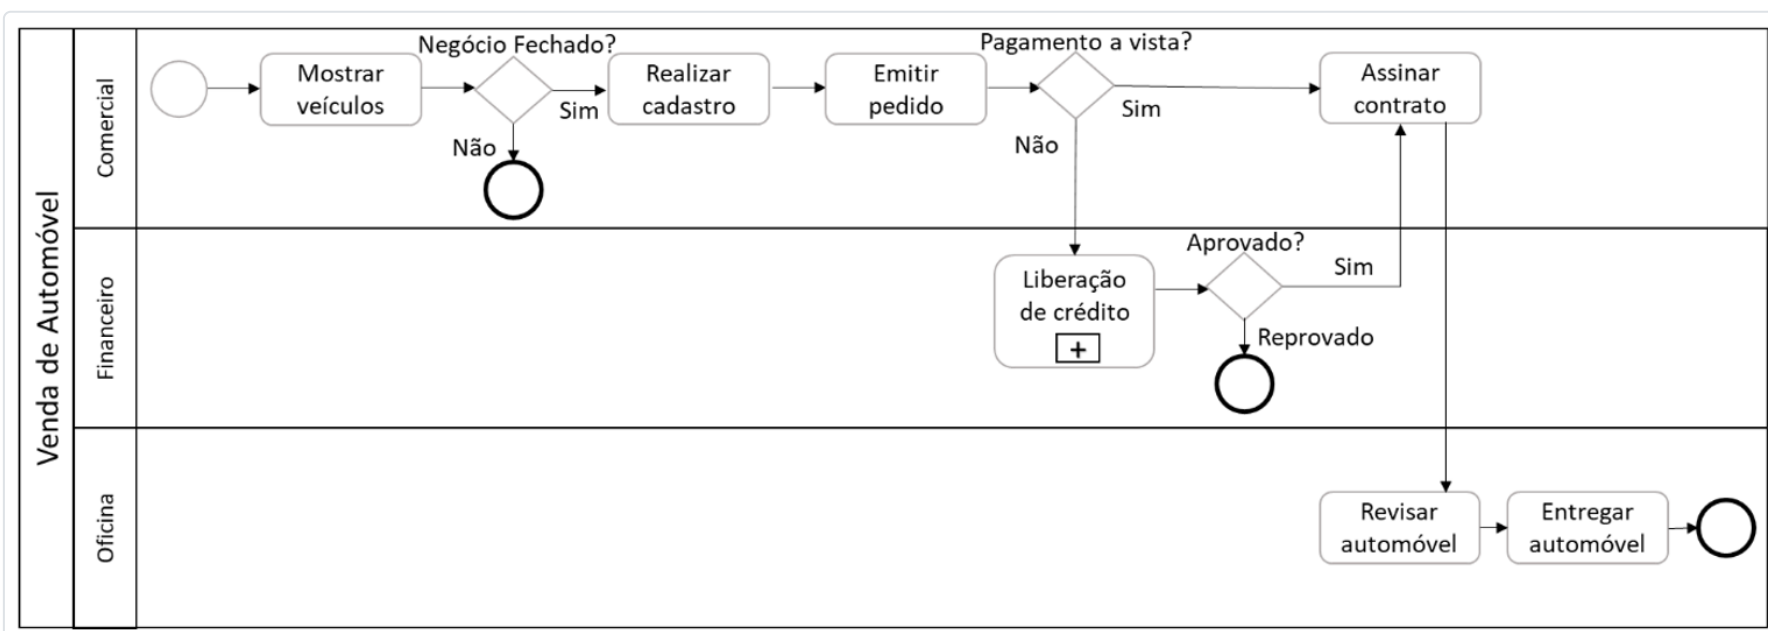 Venda de Automóvel
Comercial
Mostrar
veículos
Negócio Fechado?
Sim
Não
Realizar
cadastro
Emitir
pedido
Pagamento a vista?
Sim
Não
Assinar
contrato
Financeiro
Liberação
de crédito
+
Aprovado?
Sim
Reprovado
Oficina
Revisar
automóvel
Entregar
automóvel